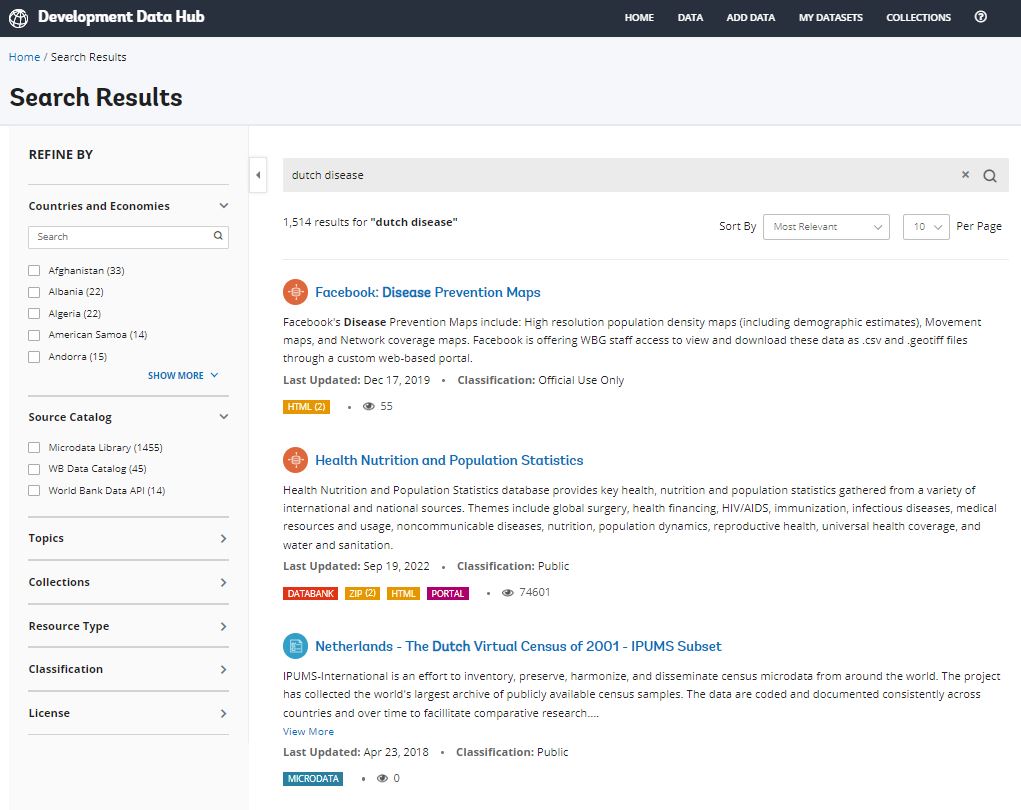 Development Data Hub
HOME DATA ADD DATA MY DATASETS COLLECTIONS ?
Home / Search Results
Search Results
REFINE BY
Countries and Economies
Search
Afghanistan (33)
Albania (22)
Algeria (22)
American Samoa (14)
Andorra (15)
SHOW MORE
Source Catalog
Microdata Library (1455)
WB Data Catalog (45)
World Bank Data API (14)
Topics
Collections
Resource Type
Classification
License
dutch disease ×
1,514 results for "dutch disease"
Sort By Most Relevant 10 Per Page
Facebook: Disease Prevention Maps
Facebook's Disease Prevention Maps include: High resolution population density maps (including demographic estimates), Movement
maps, and Network coverage maps. Facebook is offering WBG staff access to view and download these data as .csv and .geotiff files
through a custom web-based portal.
Last Updated: Dec 17, 2019 • Classification: Official Use Only
HTML (2) • 55
Health Nutrition and Population Statistics
Health Nutrition and Population Statistics database provides key health, nutrition and population statistics gathered from a variety of
international and national sources. Themes include global surgery, health financing, HIV/AIDS, immunization, infectious diseases, medical
resources and usage, noncommunicable diseases, nutrition, population dynamics, reproductive health, universal health coverage, and
water and sanitation.
Last Updated: Sep 19, 2022 • Classification: Public
DATABANK ZIP (2) HTML PORTAL • 74601
Netherlands - The Dutch Virtual Census of 2001 - IPUMS Subset
IPUMS-International is an effort to inventory, preserve, harmonize, and disseminate census microdata from around the world. The project
has collected the world's largest archive of publicly available census samples. The data are coded and documented consistently across
countries and over time to facillitate comparative research....
View More
Last Updated: Apr 23, 2018 • Classification: Public
MICRODATA • 0